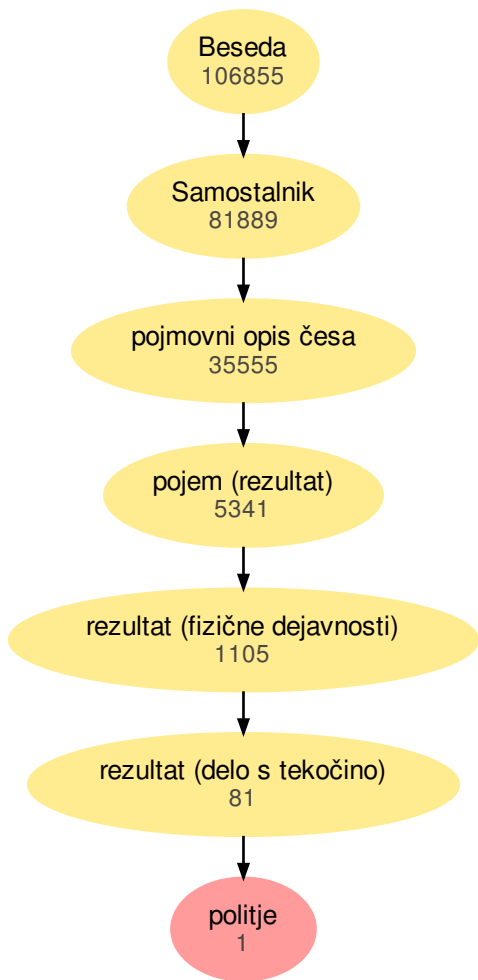 Beseda
106855
Samostalnik
81889
pojmovni opis česa
35555
pojem (rezultat)
5341
rezultat (fizične dejavnosti)
1105
rezultat (delo s tekočino)
81
politje
1